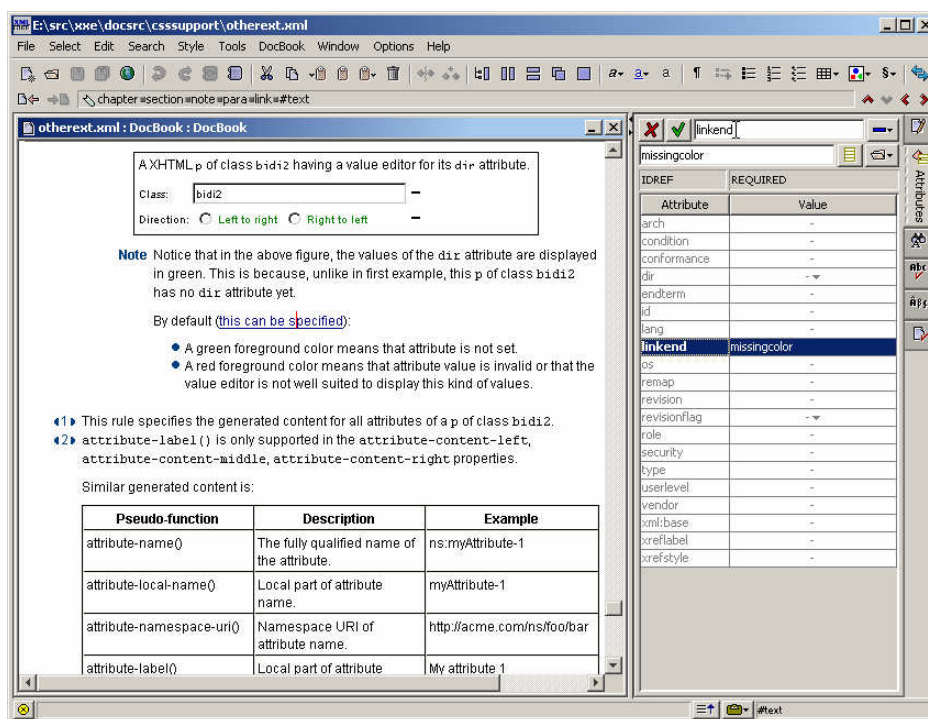 E:\src\xxe\docsrc\csssupport\otherext.xml
File Select Edit Search Style Tools DocBook Window Options Help
chapter section note para link #text
otherext.xml : DocBook : DocBook
A XHTML p of class bidi2 having a value editor for its dir attribute.
Class: bidi2
Direction: Left to right Right to left
Note Notice that in the above figure, the values of the dir attribute are displayed
in green. This is because, unlike in first example, this p of class bidi2
has no dir attribute yet.
By default (this can be specified):
A green foreground color means that attribute is not set.
A red foreground color means that attribute value is invalid or that the
value editor is not well suited to display this kind of values.
1 This rule specifies the generated content for all attributes of a p of class bidi2.
2 attribute-label() is only supported in the attribute-content-left,
attribute-content-middle, attribute-content-right properties.
Similar generated content is:
Pseudo-function Description Example
attribute-name() The fully qualified name of ns:myAttribute-1
the attribute.
attribute-local-name() Local part of attribute myAttribute-1
name.
attribute-namespace-uri() Namespace URI of http://acme.com/ns/foo/bar
attribute name.
attribute-label() Local part of attribute My attribute 1
linkend
missingcolor
IDREF REQUIRED
Attribute Value
arch -
condition -
conformance -
dir -
endterm -
id -
lang -
linkend missingcolor
os -
remap -
revision -
revisionflag -
role -
security -
type -
userlevel -
vendor -
xml:base -
xreflabel -
xrefstyle -
Attributes
Abc
#text